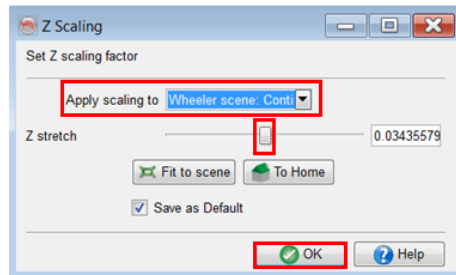 Z Scaling
Set Z scaling factor
Apply scaling to Wheeler scene: Conti
Z stretch 0.03435579
Fit to scene To Home
Save as Default
OK Help